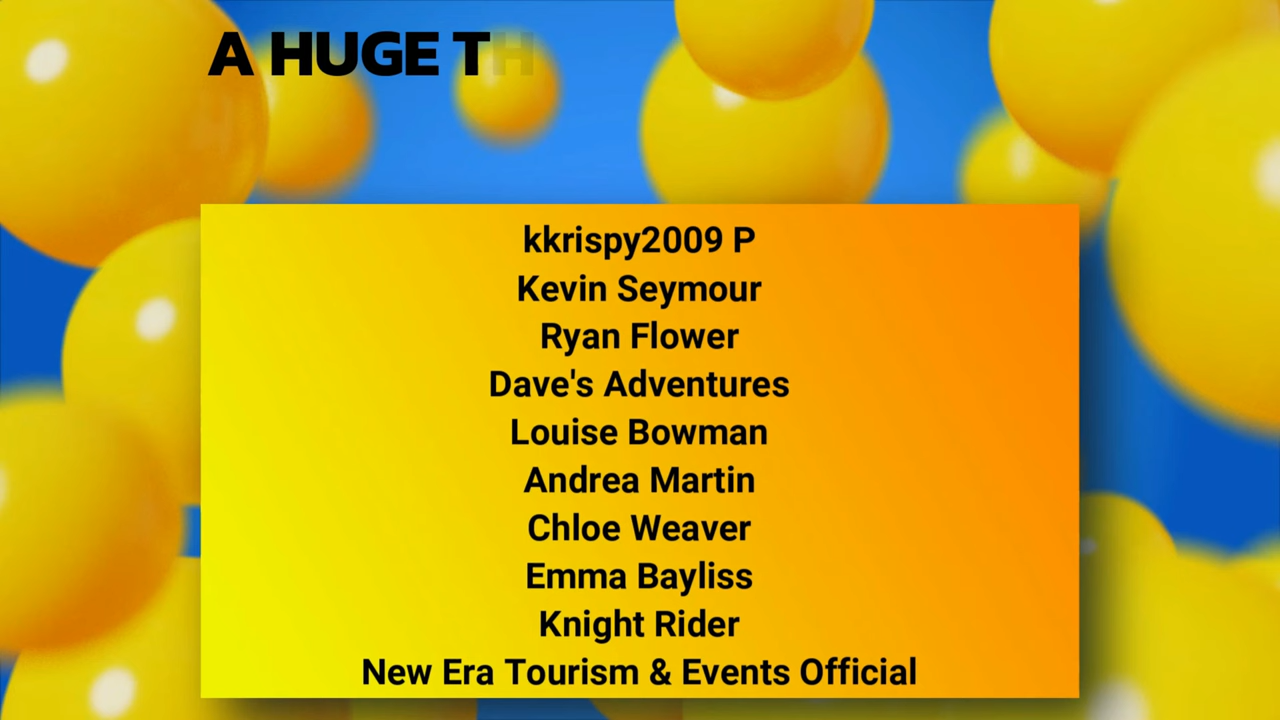 A HUGE TH
kkrispy2009 P
Kevin Seymour
Ryan Flower
Dave's Adventures
Louise Bowman
Andrea Martin
Chloe Weaver
Emma Bayliss
Knight Rider
New Era Tourism & Events Official